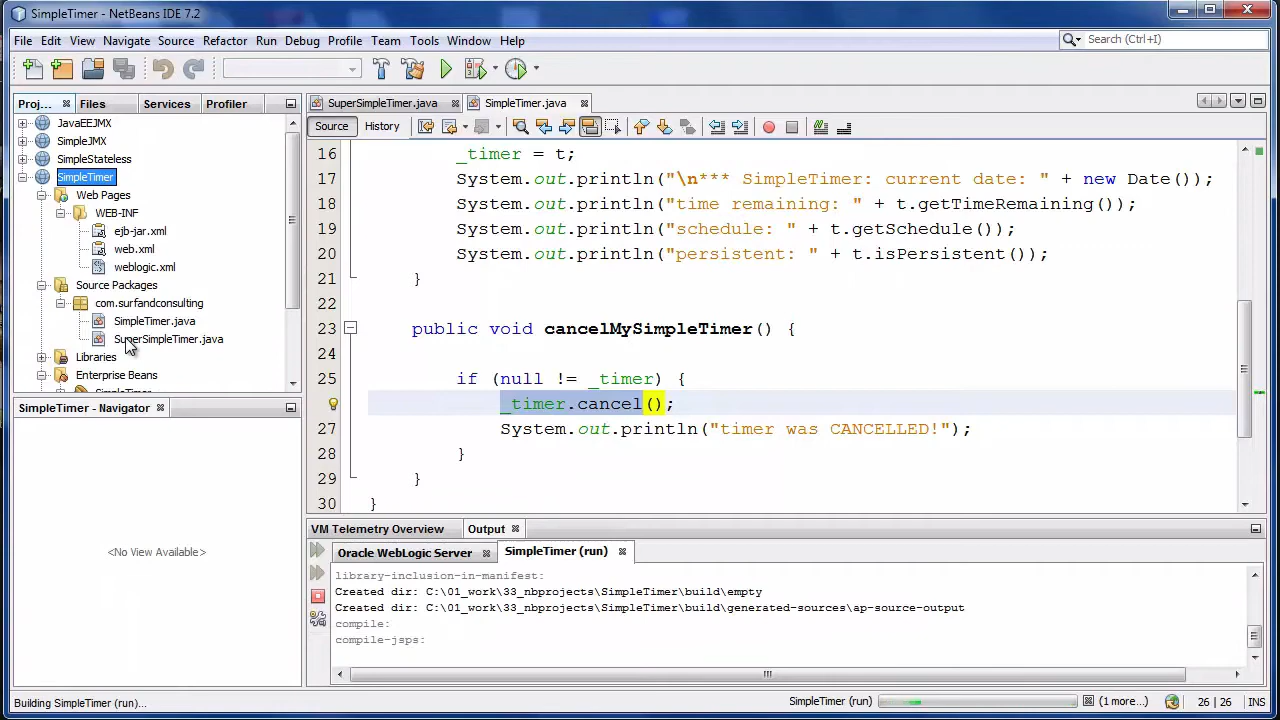 SimpleTimer - NetBeans IDE 7.2
File Edit View Navigate Source Refactor Run Debug Profile Team Tools Window Help
Search (Ctrl+I)
Proj... Files Services Profiler
SuperSimpleTimer.java SimpleTimer.java
Source History
JavaEEJMX
SimpleJMX
SimpleStateless
SimpleTimer
Web Pages
WEB-INF
ejb-jar.xml
web.xml
weblogic.xml
Source Packages
com.surfandconsulting
SimpleTimer.java
SuperSimpleTimer.java
Libraries
Enterprise Beans
SimpleTimer
16 _timer = t;
17 System.out.println("\n*** SimpleTimer: current date: " + new Date());
18 System.out.println("time remaining: " + t.getTimeRemaining());
19 System.out.println("schedule: " + t.getSchedule());
20 System.out.println("persistent: " + t.isPersistent());
21 }
22
23 public void cancelMySimpleTimer() {
24
25 if (null != _timer) {
_timer.cancel();
27 System.out.println("timer was CANCELLED!");
28 }
29 }
30 }
SimpleTimer - Navigator
<No View Available>
VM Telemetry Overview Output
Oracle WebLogic Server SimpleTimer (run)
library-inclusion-in-manifest:
Created dir: C:\01_work\33_nbprojects\SimpleTimer\build\empty
Created dir: C:\01_work\33_nbprojects\SimpleTimer\build\generated-sources\ap-source-output
compile:
compile-jsps:
Building SimpleTimer (run)... SimpleTimer (run) (1 more...) 26 | 26 INS